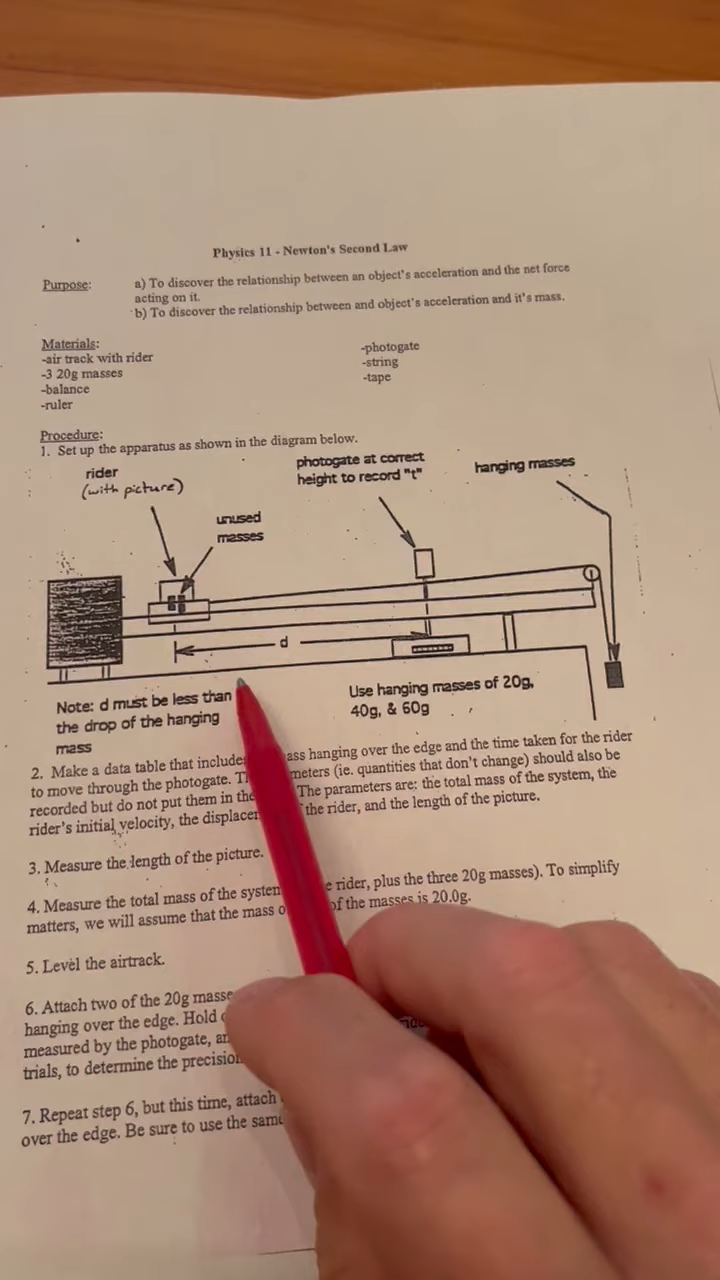 Physics 11 - Newton's Second Law
Purpose: a) To discover the relationship between an object's acceleration and the net force
acting on it.
b) To discover the relationship between and object's acceleration and it's mass.
Materials:
-air track with rider
-3 20g masses
-balance
-ruler
-photogate
-string
-tape
Procedure:
1. Set up the apparatus as shown in the diagram below.
rider
(with picture)
unused
masses
photogate at correct
height to record "t"
hanging masses
d
Note: d must be less than
the drop of the hanging
mass
Use hanging masses of 20g,
40g, & 60g
2. Make a data table that includes hanging over the edge and the time taken for the rider
to move through the photogate. (ie. quantities that don't change) should also be
recorded but do not put them in the The parameters are: the total mass of the system, the
rider's initial velocity, the the rider, and the length of the picture.
3. Measure the length of the picture.
4. Measure the total mass of the rider, plus the three 20g masses). To simplify
matters, we will assume that the mass of the masses is 20.0g.
5. Level the airtrack.
6. Attach two of the 20g
hanging over the edge. Hold
measured by the photogate,
trials, to determine the
7. Repeat step 6, but this time, attach
over the edge. Be sure to use the